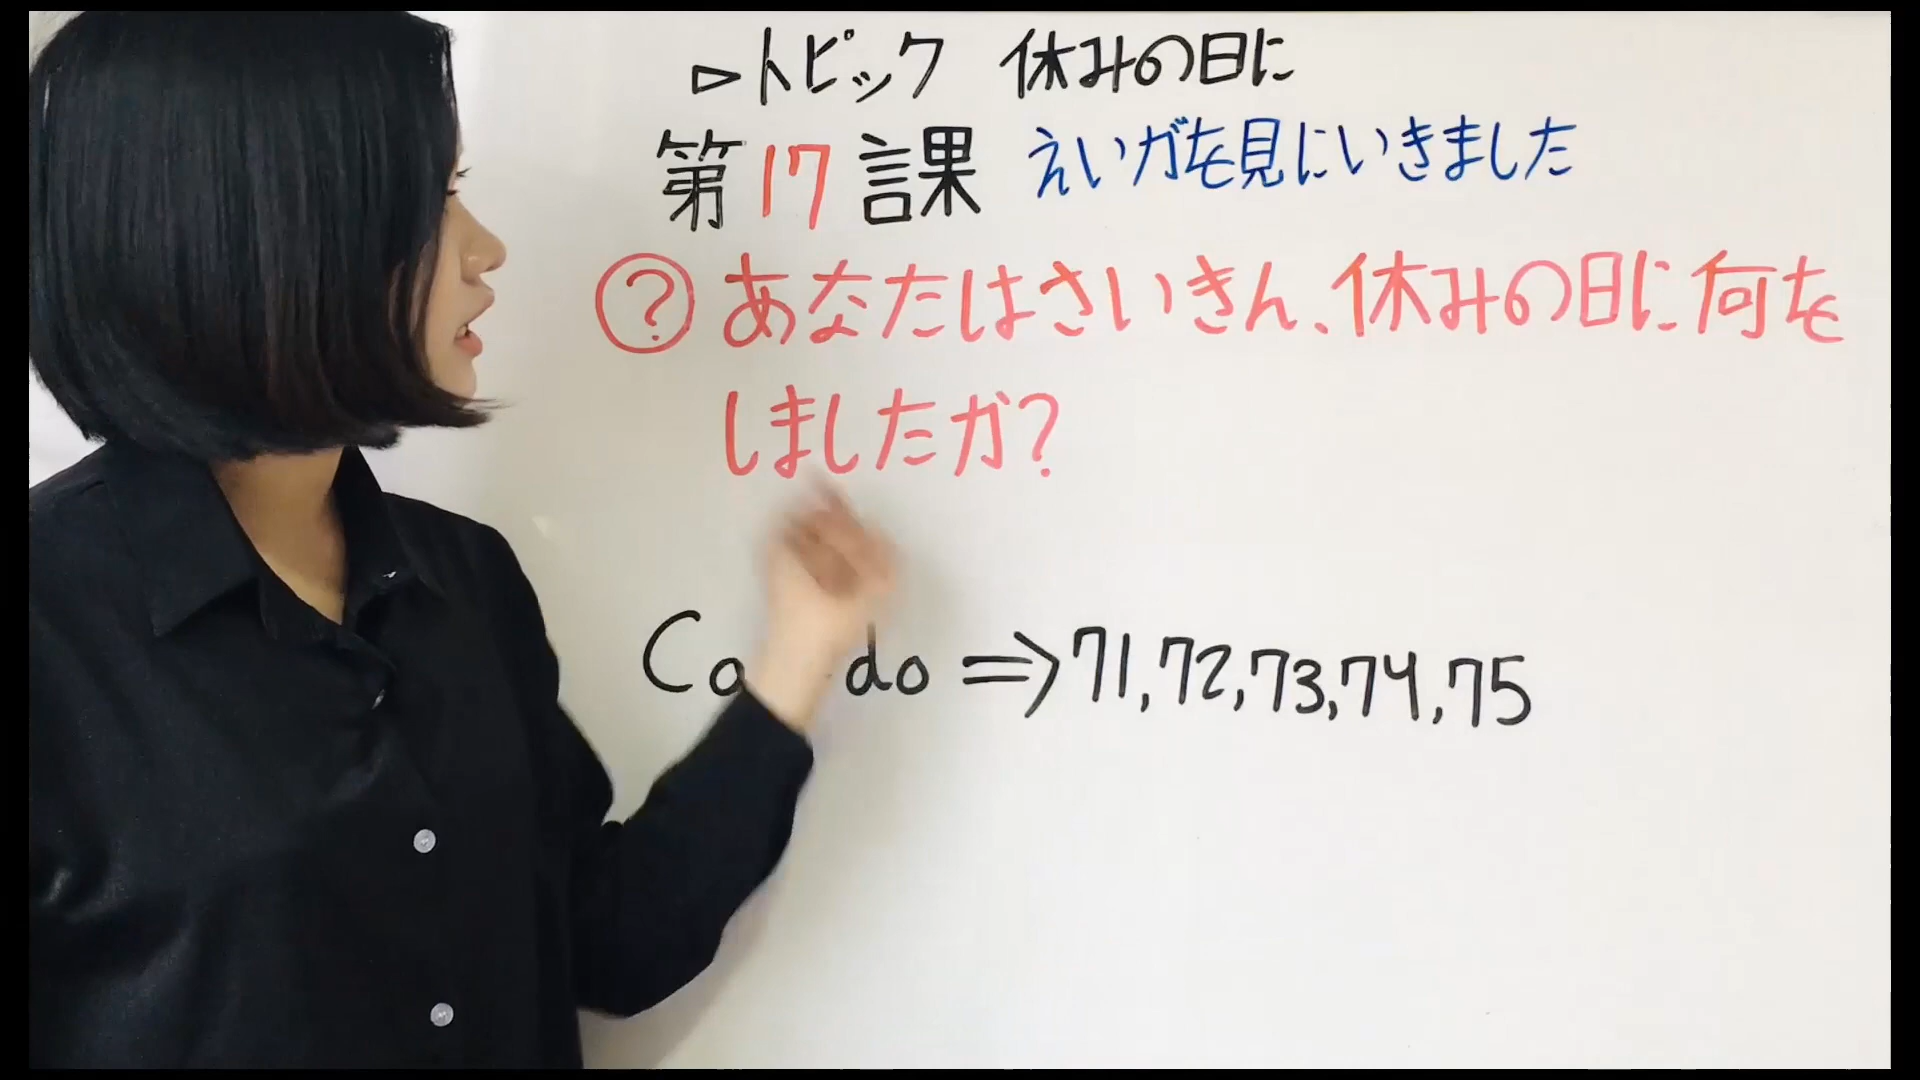 ▷トピック 休みの日に
第17課 えいがを見にいきました
? あなたはさいきん、休みの日に何を
しましたか?
do ⇒ 71, 72, 73, 74, 75